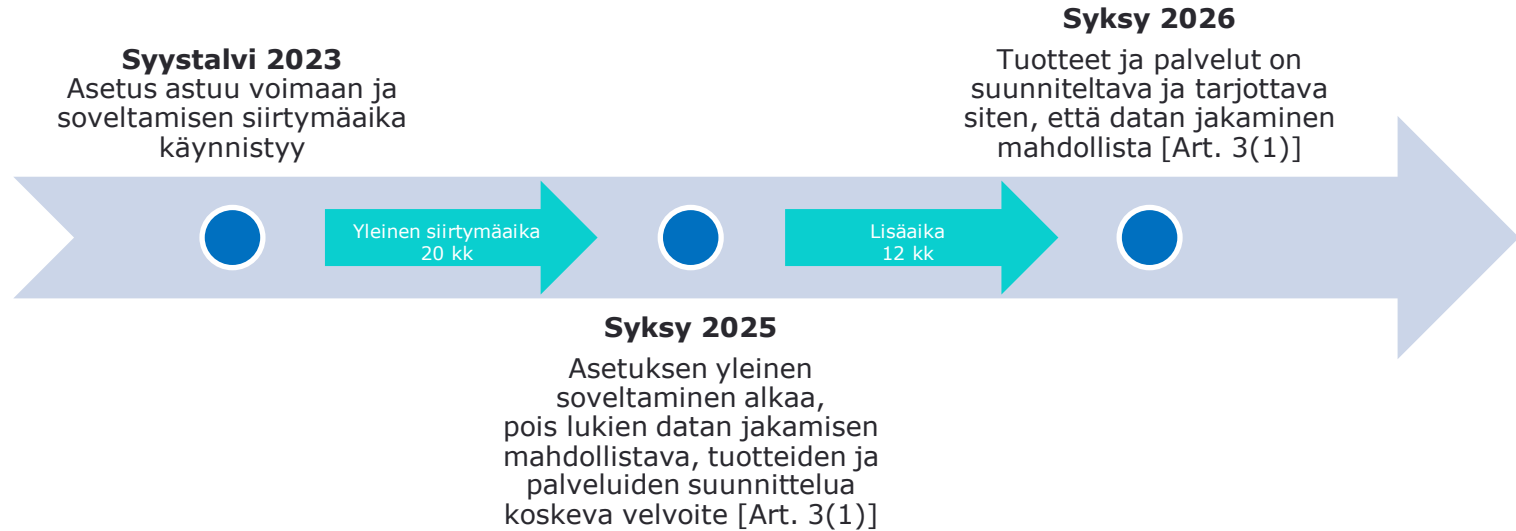 Syystalvi 2023
Asetus astuu voimaan ja
soveltamisen siirtymäaika
käynnistyy
Yleinen siirtymäaika
20 kk
Syksy 2025
Asetuksen yleinen
soveltaminen alkaa,
pois lukien datan jakamisen
mahdollistava, tuotteiden ja
palveluiden suunnittelua
koskeva velvoite [Art. 3(1)]
Lisäaika
12 kk
Syksy 2026
Tuotteet ja palvelut on
suunniteltava ja tarjottava
siten, että datan jakaminen
mahdollista [Art. 3(1)]